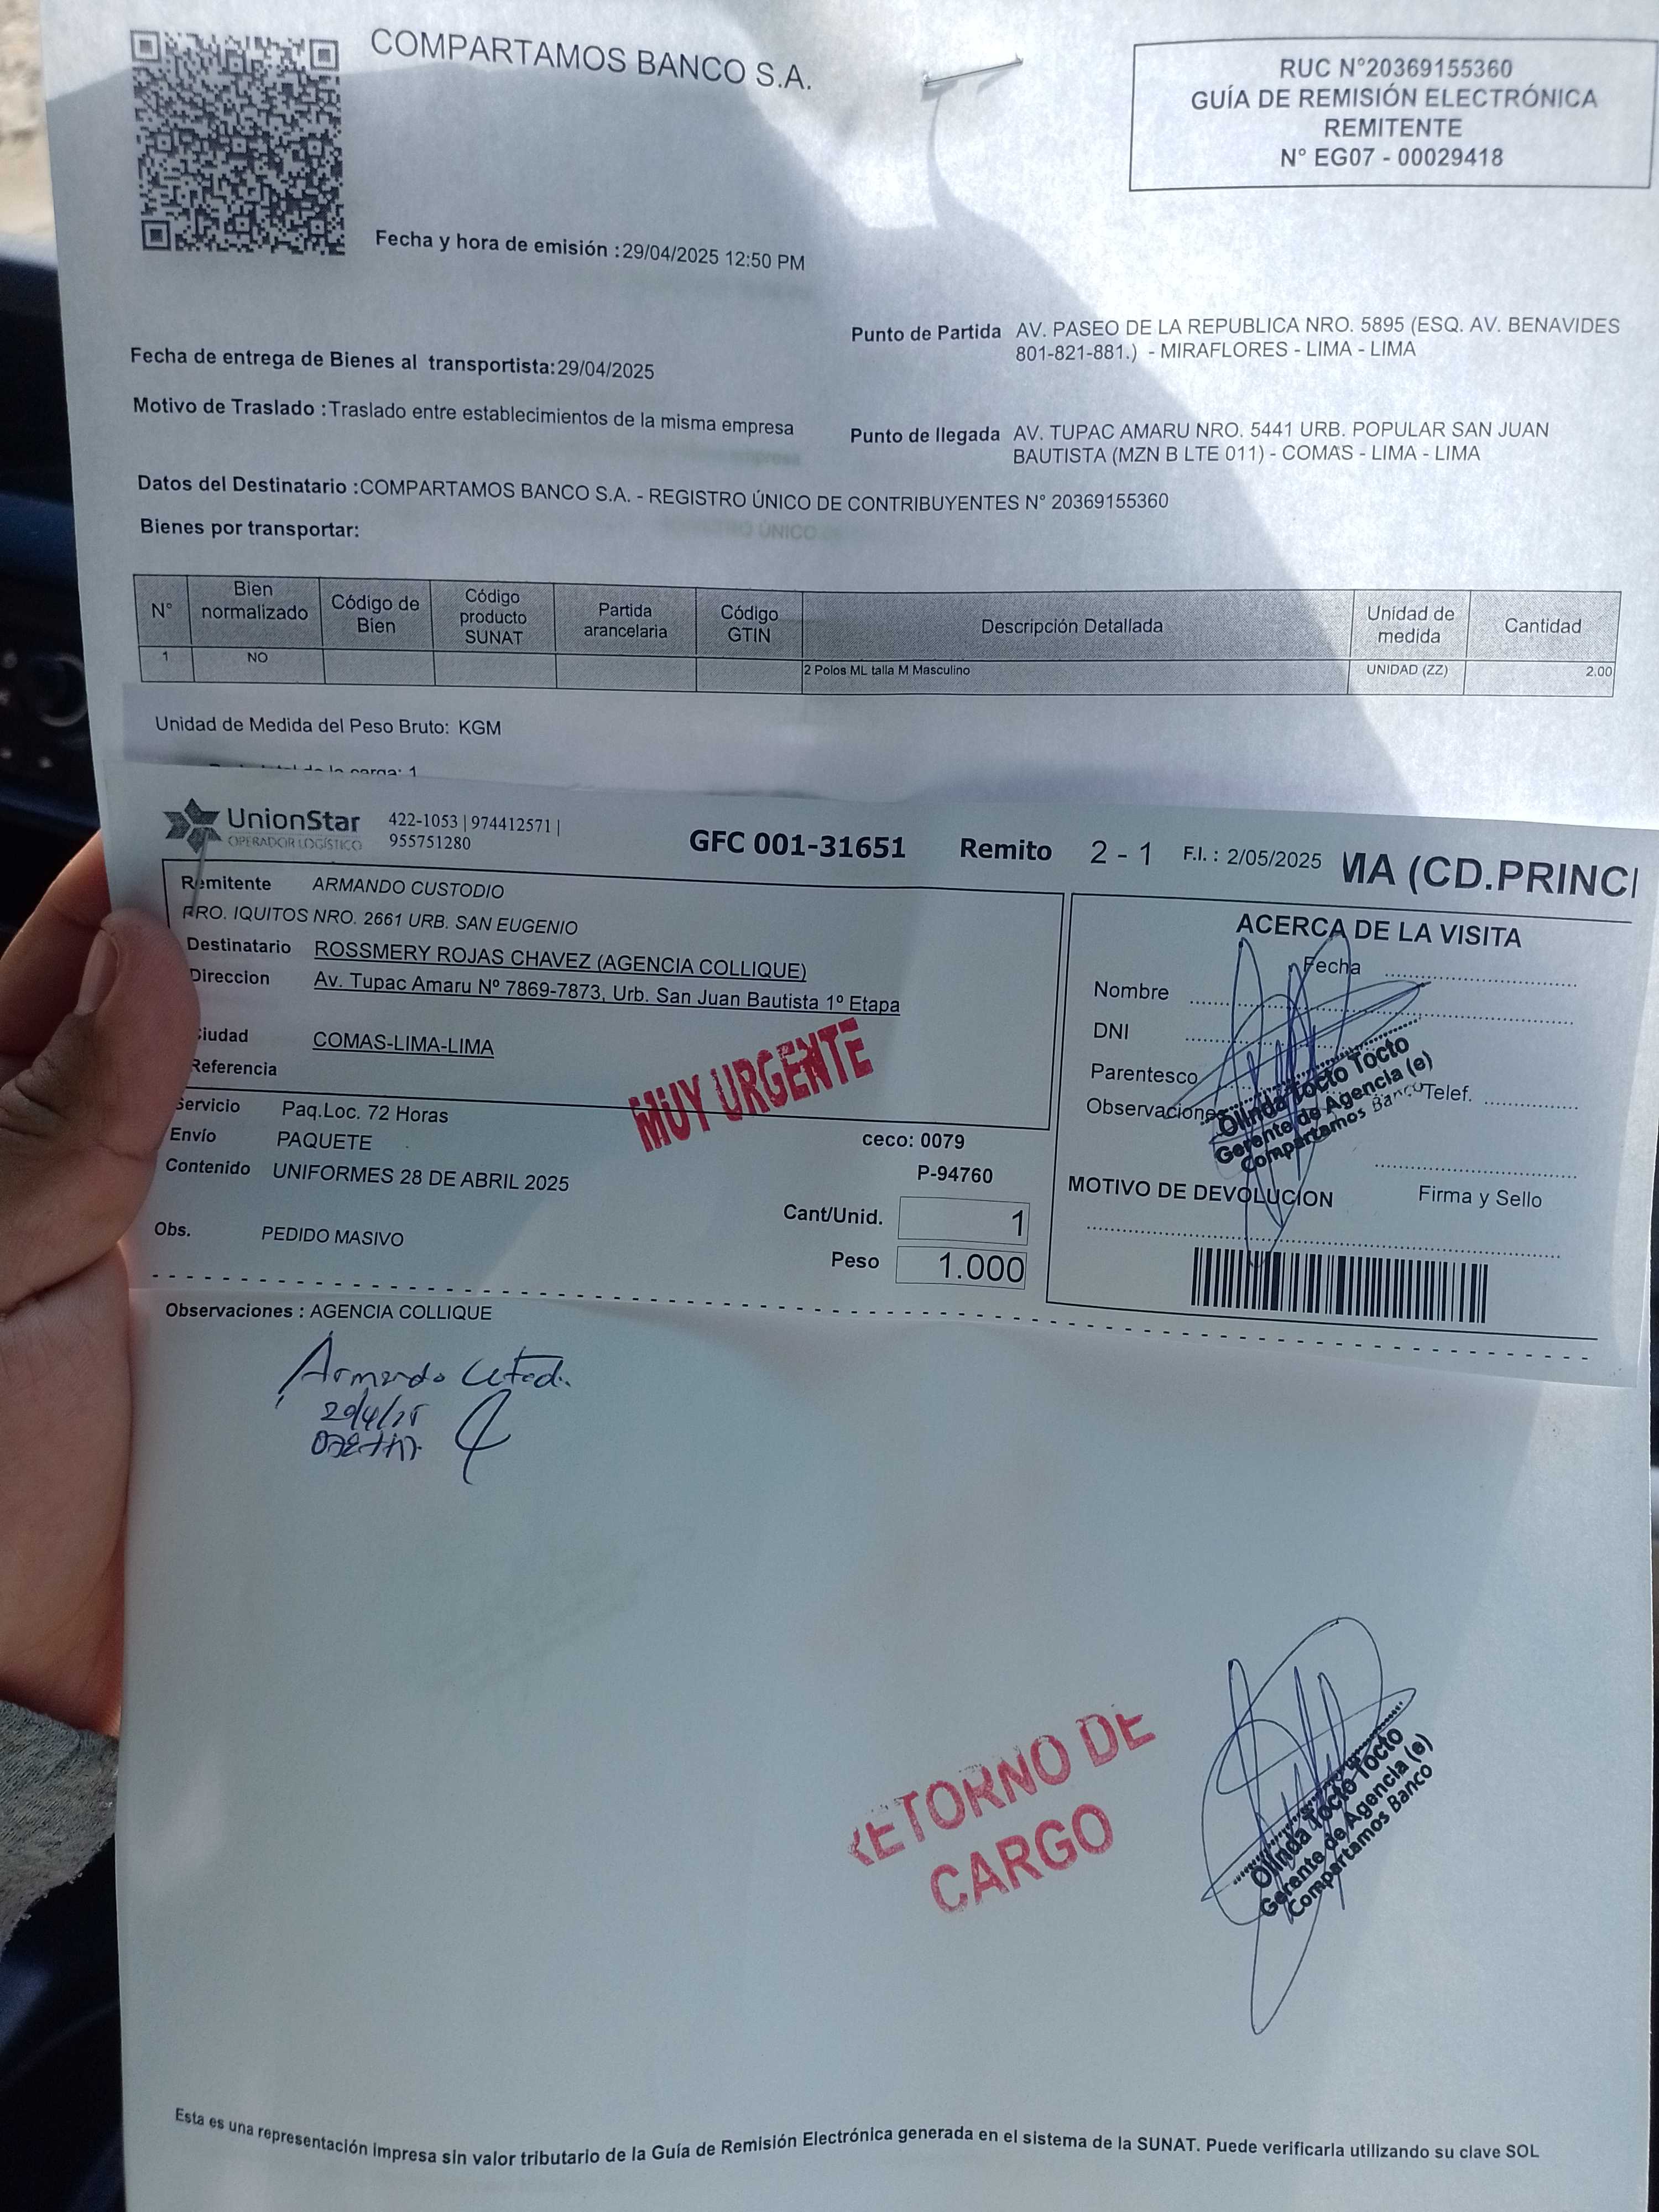 COMPARTAMOS BANCO S.A.
RUC N°20369155360
GUÍA DE REMISIÓN ELECTRÓNICA
REMITENTE
N° EG07 - 00029418
Fecha y hora de emisión : 29/04/2025 12:50 PM
Punto de Partida AV. PASEO DE LA REPUBLICA NRO. 5895 (ESQ. AV. BENAVIDES
801-821-881.) - MIRAFLORES - LIMA - LIMA
Fecha de entrega de Bienes al transportista: 29/04/2025
Motivo de Traslado : Traslado entre establecimientos de la misma empresa
Punto de llegada AV. TUPAC AMARU NRO. 5441 URB. POPULAR SAN JUAN
BAUTISTA (MZN B LTE 011) - COMAS - LIMA - LIMA
Datos del Destinatario : COMPARTAMOS BANCO S.A. - REGISTRO ÚNICO DE CONTRIBUYENTES N° 20369155360
Bienes por transportar:
N° Bien normalizado Código de Bien Código producto SUNAT Partida arancelaria Código GTIN Descripción Detallada Unidad de medida Cantidad
1 NO 2 Polos ML talla M Masculino UNIDAD (ZZ) 2.00
Unidad de Medida del Peso Bruto: KGM
de la carga: 1
UnionStar
OPERADOR LOGÍSTICO
422-1053 | 974412571 |
955751280
GFC 001-31651 Remito 2 - 1 F.I. : 2/05/2025 MA (CD.PRINCI
Remitente ARMANDO CUSTODIO
PRO. IQUITOS NRO. 2661 URB. SAN EUGENIO
Destinatario ROSSMERY ROJAS CHAVEZ (AGENCIA COLLIQUE)
Direccion Av. Tupac Amaru Nº 7869-7873, Urb. San Juan Bautista 1º Etapa
Ciudad COMAS-LIMA-LIMA
Referencia
MUY URGENTE
Servicio Paq.Loc. 72 Horas
Envío PAQUETE
Contenido UNIFORMES 28 DE ABRIL 2025
Obs. PEDIDO MASIVO
ceco: 0079
P-94760
Cant/Unid. 1
Peso 1.000
ACERCA DE LA VISITA
Fecha
Nombre
DNI
Parentesco
Observaciones
Telef.
Olinda Tocto Tocto
Gerente de Agencia (e)
Compartamos Banco
MOTIVO DE DEVOLUCION
Firma y Sello
Observaciones : AGENCIA COLLIQUE
Armando
RETORNO DE
CARGO
Olinda Tocto Tocto
Gerente de Agencia (e)
Compartamos Banco
Esta es una representación impresa sin valor tributario de la Guía de Remisión Electrónica generada en el sistema de la SUNAT. Puede verificarla utilizando su clave SOL